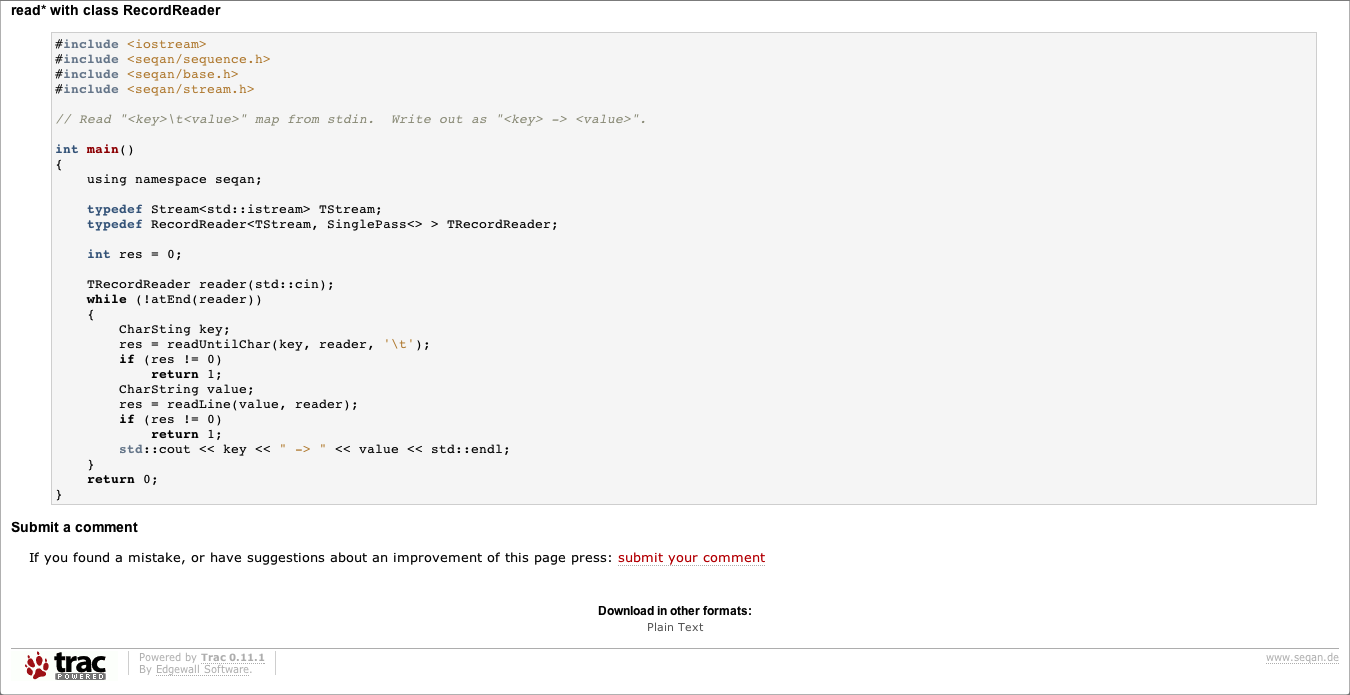 read* with class RecordReader
#include <iostream>
#include <seqan/sequence.h>
#include <seqan/base.h>
#include <seqan/stream.h>
// Read "<key>\t<value>" map from stdin.  Write out as "<key> -> <value>".
int main()
{
    using namespace seqan;
    typedef Stream<std::istream> TStream;
    typedef RecordReader<TStream, SinglePass<> > TRecordReader;
    int res = 0;
    TRecordReader reader(std::cin);
    while (!atEnd(reader))
    {
        CharSting key;
        res = readUntilChar(key, reader, '\t');
        if (res != 0)
            return 1;
        CharString value;
        res = readLine(value, reader);
        if (res != 0)
            return 1;
        std::cout << key << " -> " << value << std::endl;
    }
    return 0;
}
Submit a comment
If you found a mistake, or have suggestions about an improvement of this page press: submit your comment
Download in other formats:
Plain Text
trac
POWERED
Powered by Trac 0.11.1
By Edgewall Software.
www.seqan.de